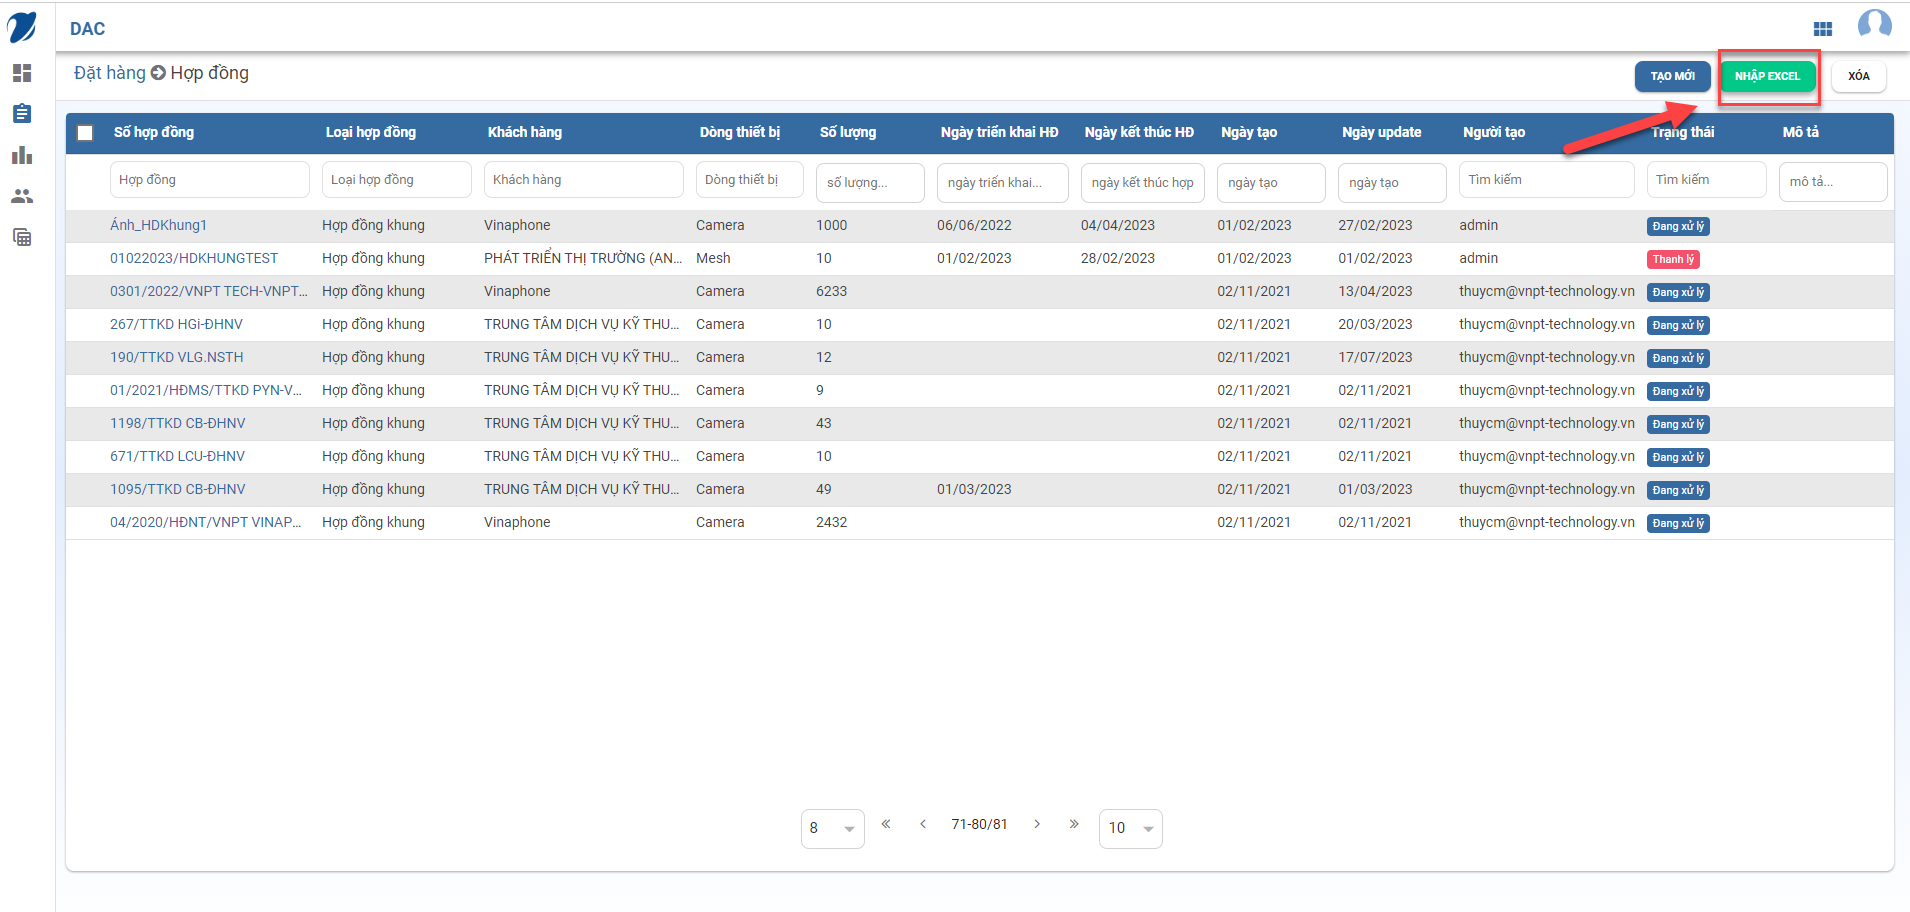 DAC
Đặt hàng Hợp đồng
TẠO MỚI NHẬP EXCEL XÓA
Số hợp đồng Loại hợp đồng Khách hàng Dòng thiết bị Số lượng Ngày triển khai HĐ Ngày kết thúc HĐ Ngày tạo Ngày update Người tạo Trạng thái Mô tả
Hợp đồng Loại hợp đồng Khách hàng Dòng thiết bị số lượng... ngày triển khai... ngày kết thúc hợp ngày tạo ngày tạo Tìm kiếm Tìm kiếm mô tả...
Ánh_HDKhung1 Hợp đồng khung Vinaphone Camera 1000 06/06/2022 04/04/2023 01/02/2023 27/02/2023 admin Đang xử lý
01022023/HDKHUNGTEST Hợp đồng khung PHÁT TRIỂN THỊ TRƯỜNG (AN... Mesh 10 01/02/2023 28/02/2023 01/02/2023 01/02/2023 admin Thanh lý
0301/2022/VNPT TECH-VNPT... Hợp đồng khung Vinaphone Camera 6233 02/11/2021 13/04/2023 thuycm@vnpt-technology.vn Đang xử lý
267/TTKD HGi-ĐHNV Hợp đồng khung TRUNG TÂM DỊCH VỤ KỸ THU... Camera 10 02/11/2021 20/03/2023 thuycm@vnpt-technology.vn Đang xử lý
190/TTKD VLG.NSTH Hợp đồng khung TRUNG TÂM DỊCH VỤ KỸ THU... Camera 12 02/11/2021 17/07/2023 thuycm@vnpt-technology.vn Đang xử lý
01/2021/HĐMS/TTKD PYN-V... Hợp đồng khung TRUNG TÂM DỊCH VỤ KỸ THU... Camera 9 02/11/2021 02/11/2021 thuycm@vnpt-technology.vn Đang xử lý
1198/TTKD CB-ĐHNV Hợp đồng khung TRUNG TÂM DỊCH VỤ KỸ THU... Camera 43 02/11/2021 02/11/2021 thuycm@vnpt-technology.vn Đang xử lý
671/TTKD LCU-ĐHNV Hợp đồng khung TRUNG TÂM DỊCH VỤ KỸ THU... Camera 10 02/11/2021 02/11/2021 thuycm@vnpt-technology.vn Đang xử lý
1095/TTKD CB-ĐHNV Hợp đồng khung TRUNG TÂM DỊCH VỤ KỸ THU... Camera 49 01/03/2023 02/11/2021 01/03/2023 thuycm@vnpt-technology.vn Đang xử lý
04/2020/HĐNT/VNPT VINAP... Hợp đồng khung Vinaphone Camera 2432 02/11/2021 02/11/2021 thuycm@vnpt-technology.vn Đang xử lý
8 « ‹ 71-80/81 › » 10